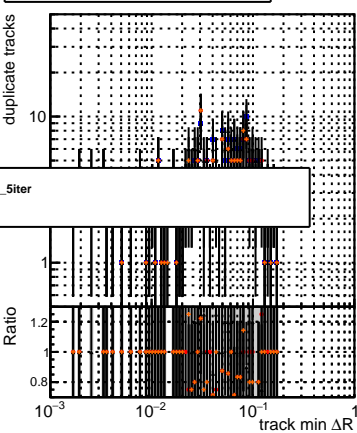 duplicate tracks
10
_5iter
1
Ratio
1.2
1
0.8
10⁻³
10⁻²
10⁻¹
1
track min ΔR